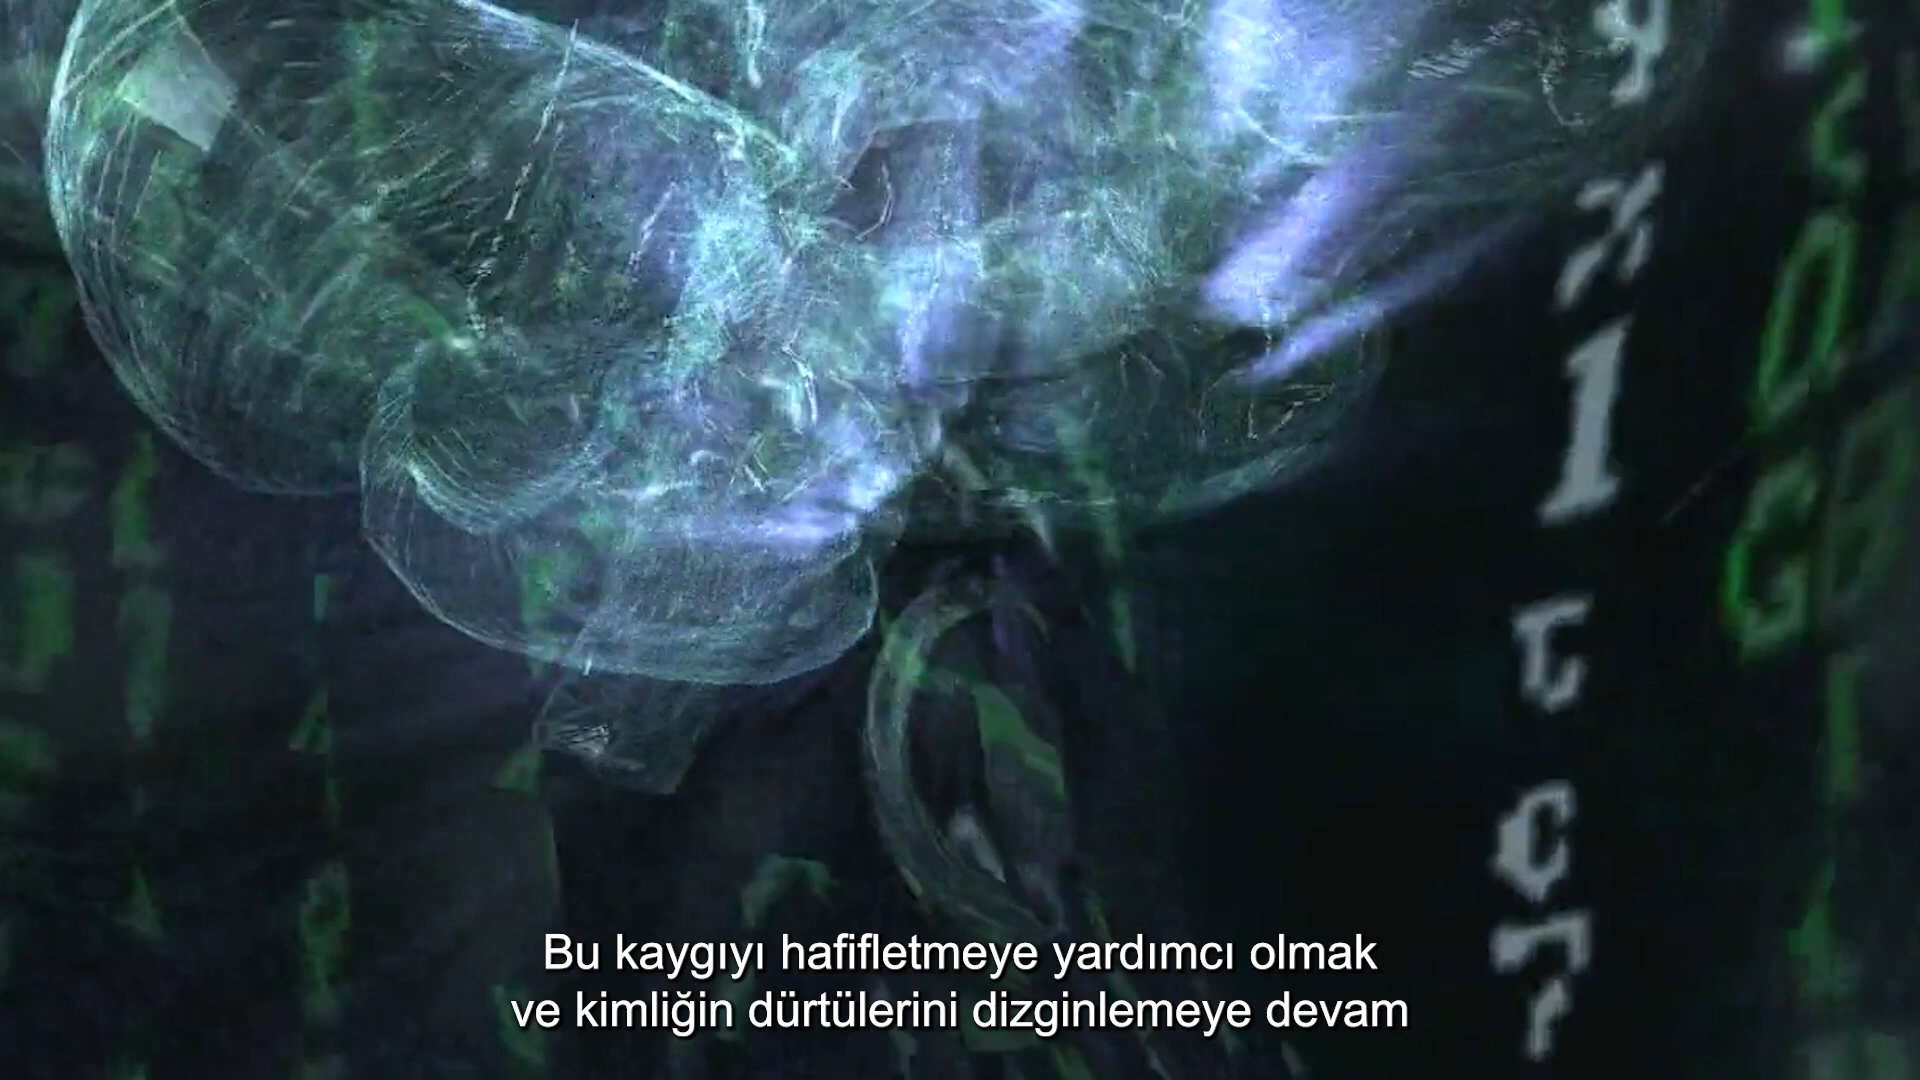 Bu kaygıyı hafifletmeye yardımcı olmak
ve kimliğin dürtülerini dizginlemeye devam